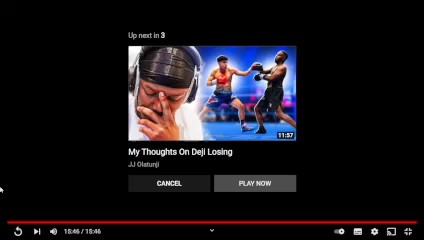 Up next in 3
11:57
My Thoughts On Deji Losing
JJ Olatunji
CANCEL
PLAY NOW
15:46 / 15:46